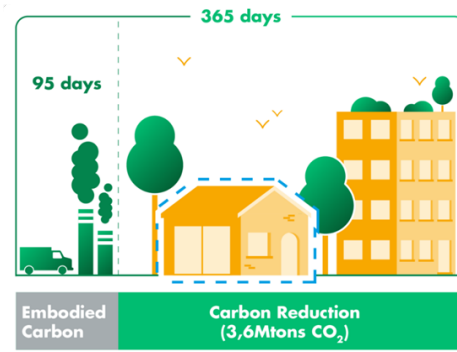 365 days
95 days
Embodied
Carbon
Carbon Reduction
(3,6Mtons CO₂)